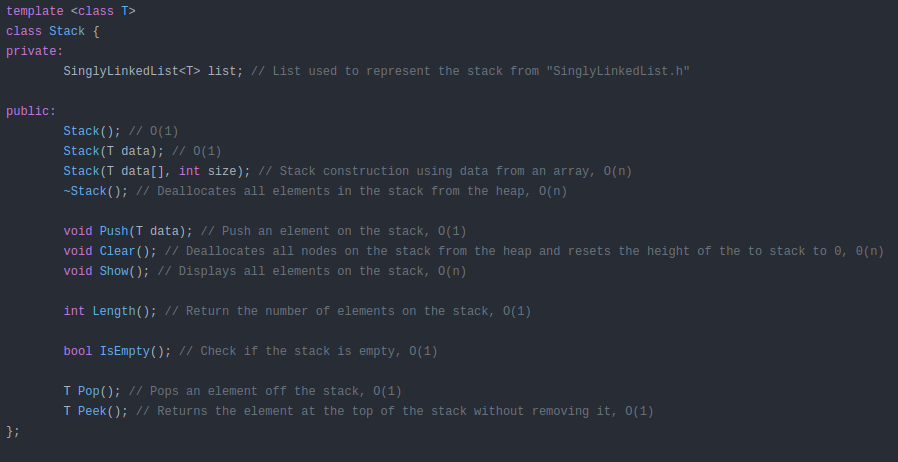 template <class T>
class Stack {
private:
        SinglyLinkedList<T> list; // List used to represent the stack from "SinglyLinkedList.h"
public:
        Stack(); // O(1)
        Stack(T data); // O(1)
        Stack(T data[], int size); // Stack construction using data from an array, O(n)
        ~Stack(); // Deallocates all elements in the stack from the heap, O(n)
        void Push(T data); // Push an element on the stack, O(1)
        void Clear(); // Deallocates all nodes on the stack from the heap and resets the height of the to stack to 0, 0(n)
        void Show(); // Displays all elements on the stack, O(n)
        int Length(); // Return the number of elements on the stack, O(1)
        bool IsEmpty(); // Check if the stack is empty, O(1)
        T Pop(); // Pops an element off the stack, O(1)
        T Peek(); // Returns the element at the top of the stack without removing it, O(1)
};